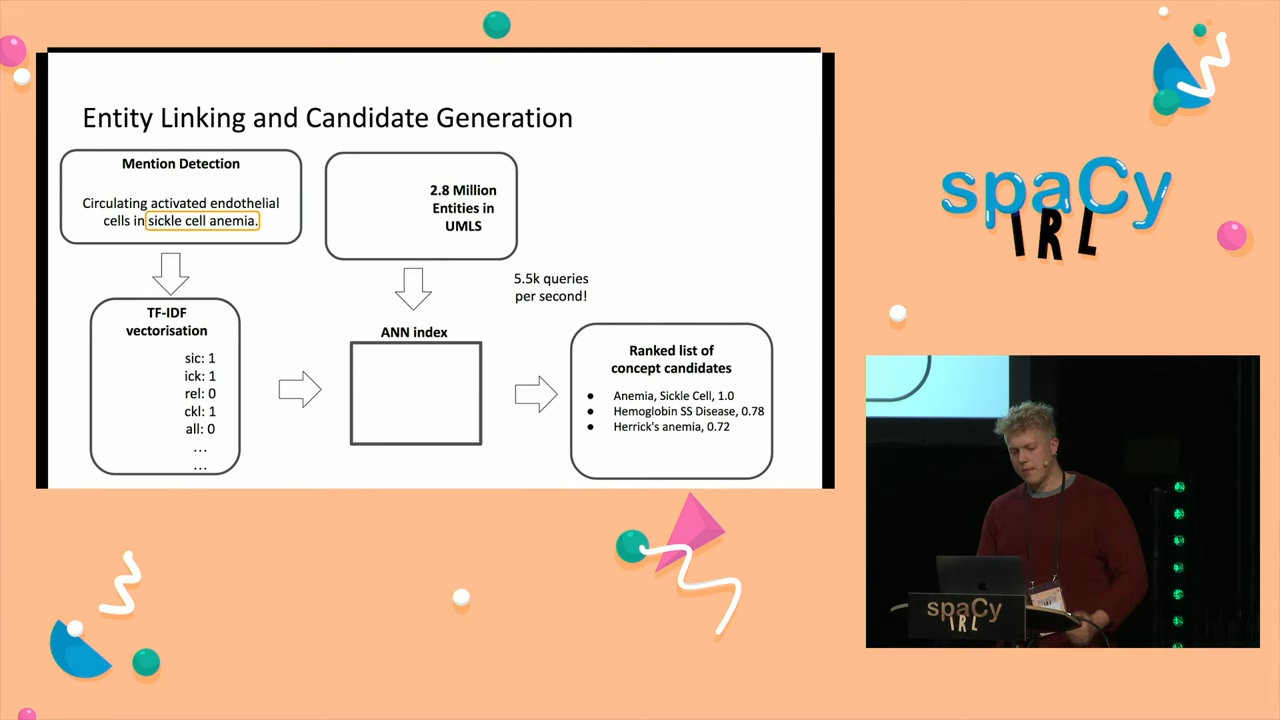 Entity Linking and Candidate Generation
Mention Detection
Circulating activated endothelial
cells in sickle cell anemia.
2.8 Million
Entities in
UMLS
5.5k queries
per second!
TF-IDF
vectorisation
sic: 1
ick: 1
rel: 0
ckl: 1
all: 0
...
...
ANN index
Ranked list of
concept candidates
● Anemia, Sickle Cell, 1.0
● Hemoglobin SS Disease, 0.78
● Herrick's anemia, 0.72
spaCy
IRL
spaCy
IRL